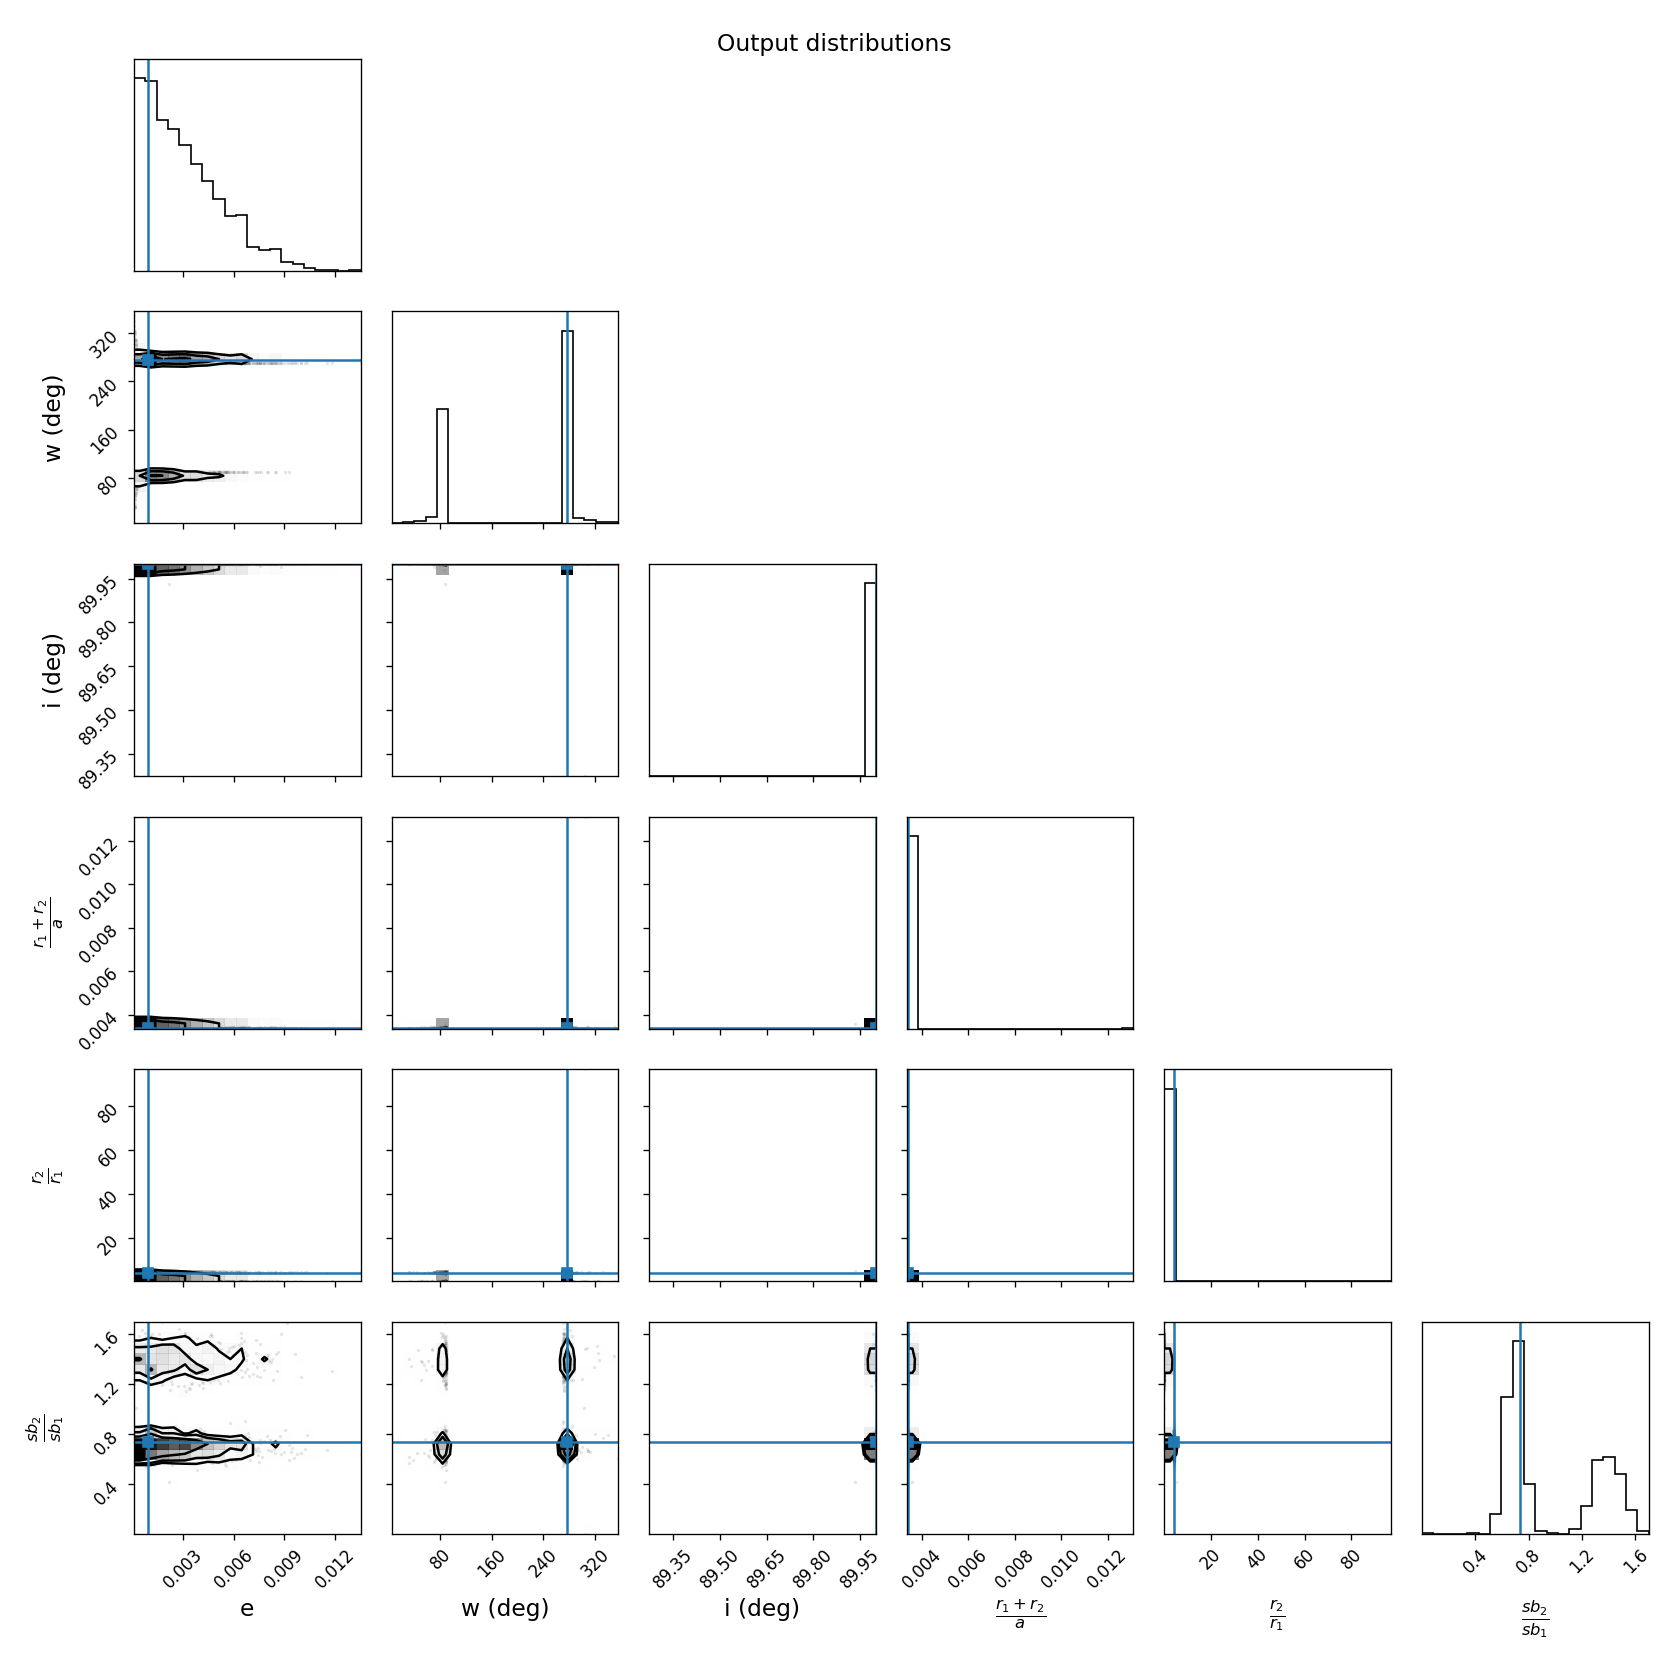 Output distributions
w (deg)
320
240
160
80
i (deg)
89.95
89.80
89.65
89.50
89.35
r₁ + r₂
a
0.012
0.010
0.008
0.006
0.004
r₂
r₁
80
60
40
20
sb₂
sb₁
1.6
1.2
0.8
0.4
0.003 0.006 0.009 0.012
e
80 160 240 320
w (deg)
89.35 89.50 89.65 89.80 89.95
i (deg)
0.004 0.006 0.008 0.010 0.012
r₁ + r₂
a
20 40 60 80
r₂
r₁
0.4 0.8 1.2 1.6
sb₂
sb₁